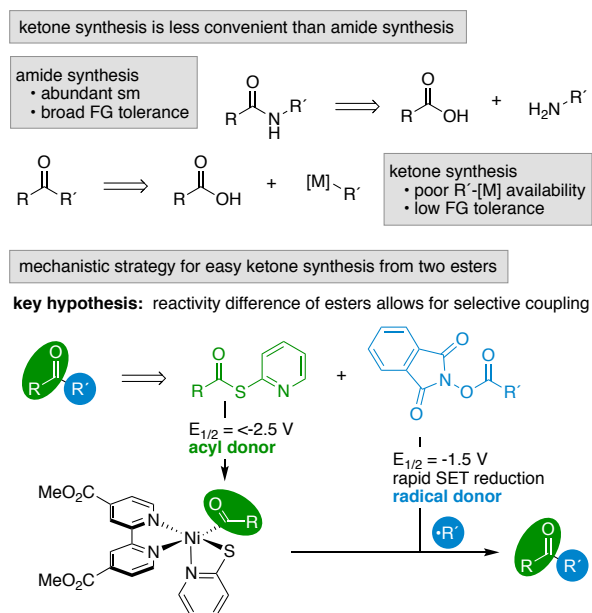 ketone synthesis is less convenient than amide synthesis
amide synthesis
• abundant sm
• broad FG tolerance
O
R
N
H
R´
O
R
OH
+
H2N
R´
O
R
R´
O
R
OH
+
[M]
R´
ketone synthesis
• poor R´-[M] availability
• low FG tolerance
mechanistic strategy for easy ketone synthesis from two esters
key hypothesis: reactivity difference of esters allows for selective coupling
O
R
R´
O
R
S
N
+
O
N
O
O
O
R´
E1/2 = <-2.5 V
acyl donor
E1/2 = -1.5 V
rapid SET reduction
radical donor
MeO2C
MeO2C
N
N
Ni
O
R
S
N
•R´
O
R
R´